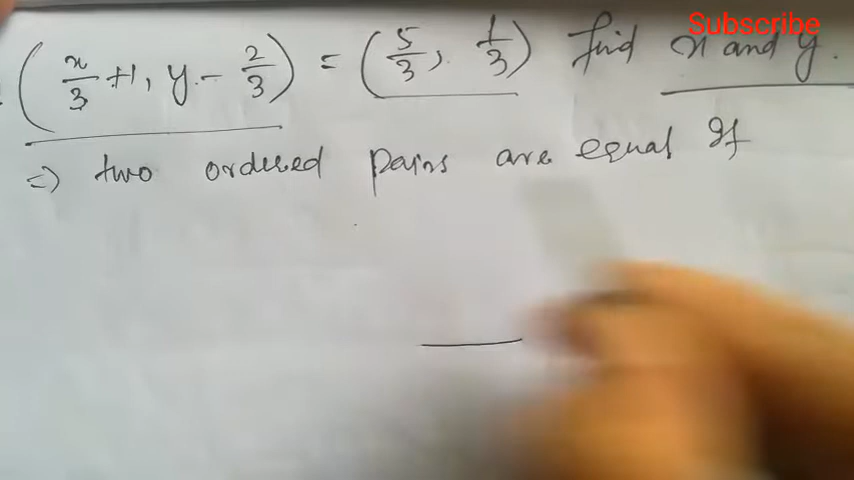 Subscribe
(x/3 +1, y - 2/3) = (5/3, 1/3) find x and y.
=> two ordered pairs are equal If